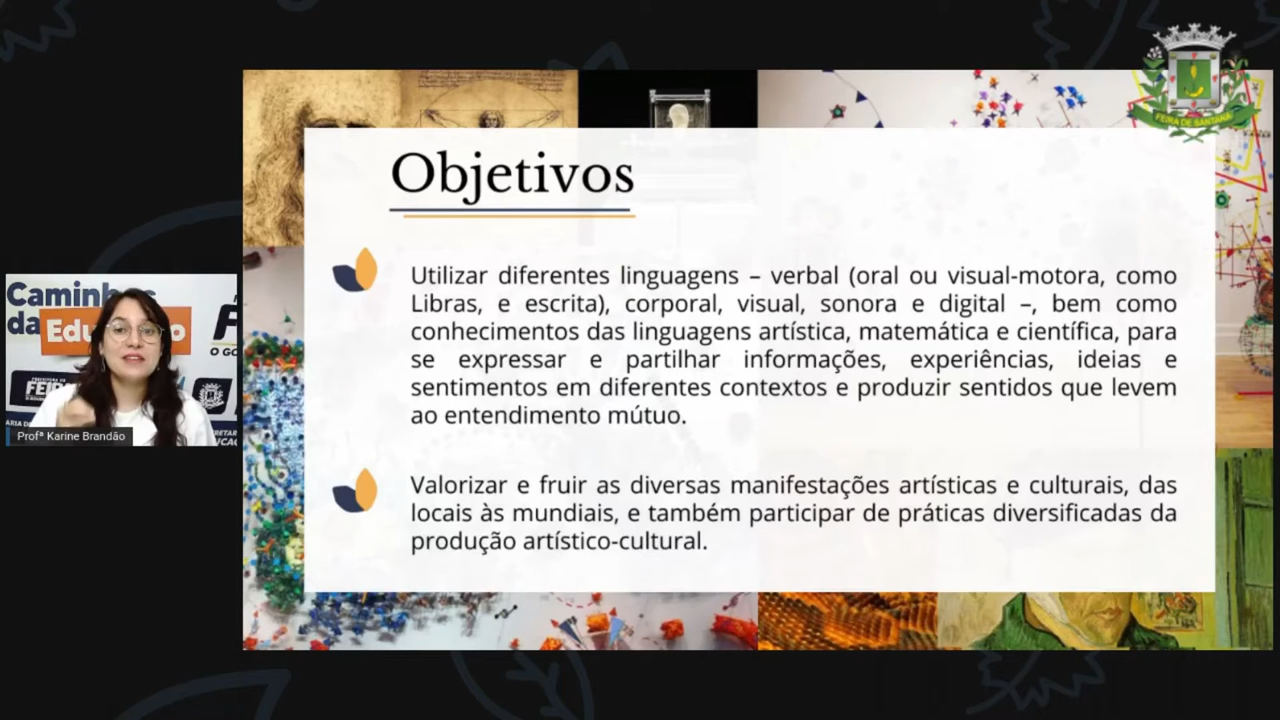 FEIRA DE SANTANA
Objetivos
Utilizar diferentes linguagens – verbal (oral ou visual-motora, como
Libras, e escrita), corporal, visual, sonora e digital –, bem como
conhecimentos das linguagens artística, matemática e científica, para
se expressar e partilhar informações, experiências, ideias e
sentimentos em diferentes contextos e produzir sentidos que levem
ao entendimento mútuo.
Valorizar e fruir as diversas manifestações artísticas e culturais, das
locais às mundiais, e também participar de práticas diversificadas da
produção artístico-cultural.
da
O GO
FEI
Profª Karine Brandão